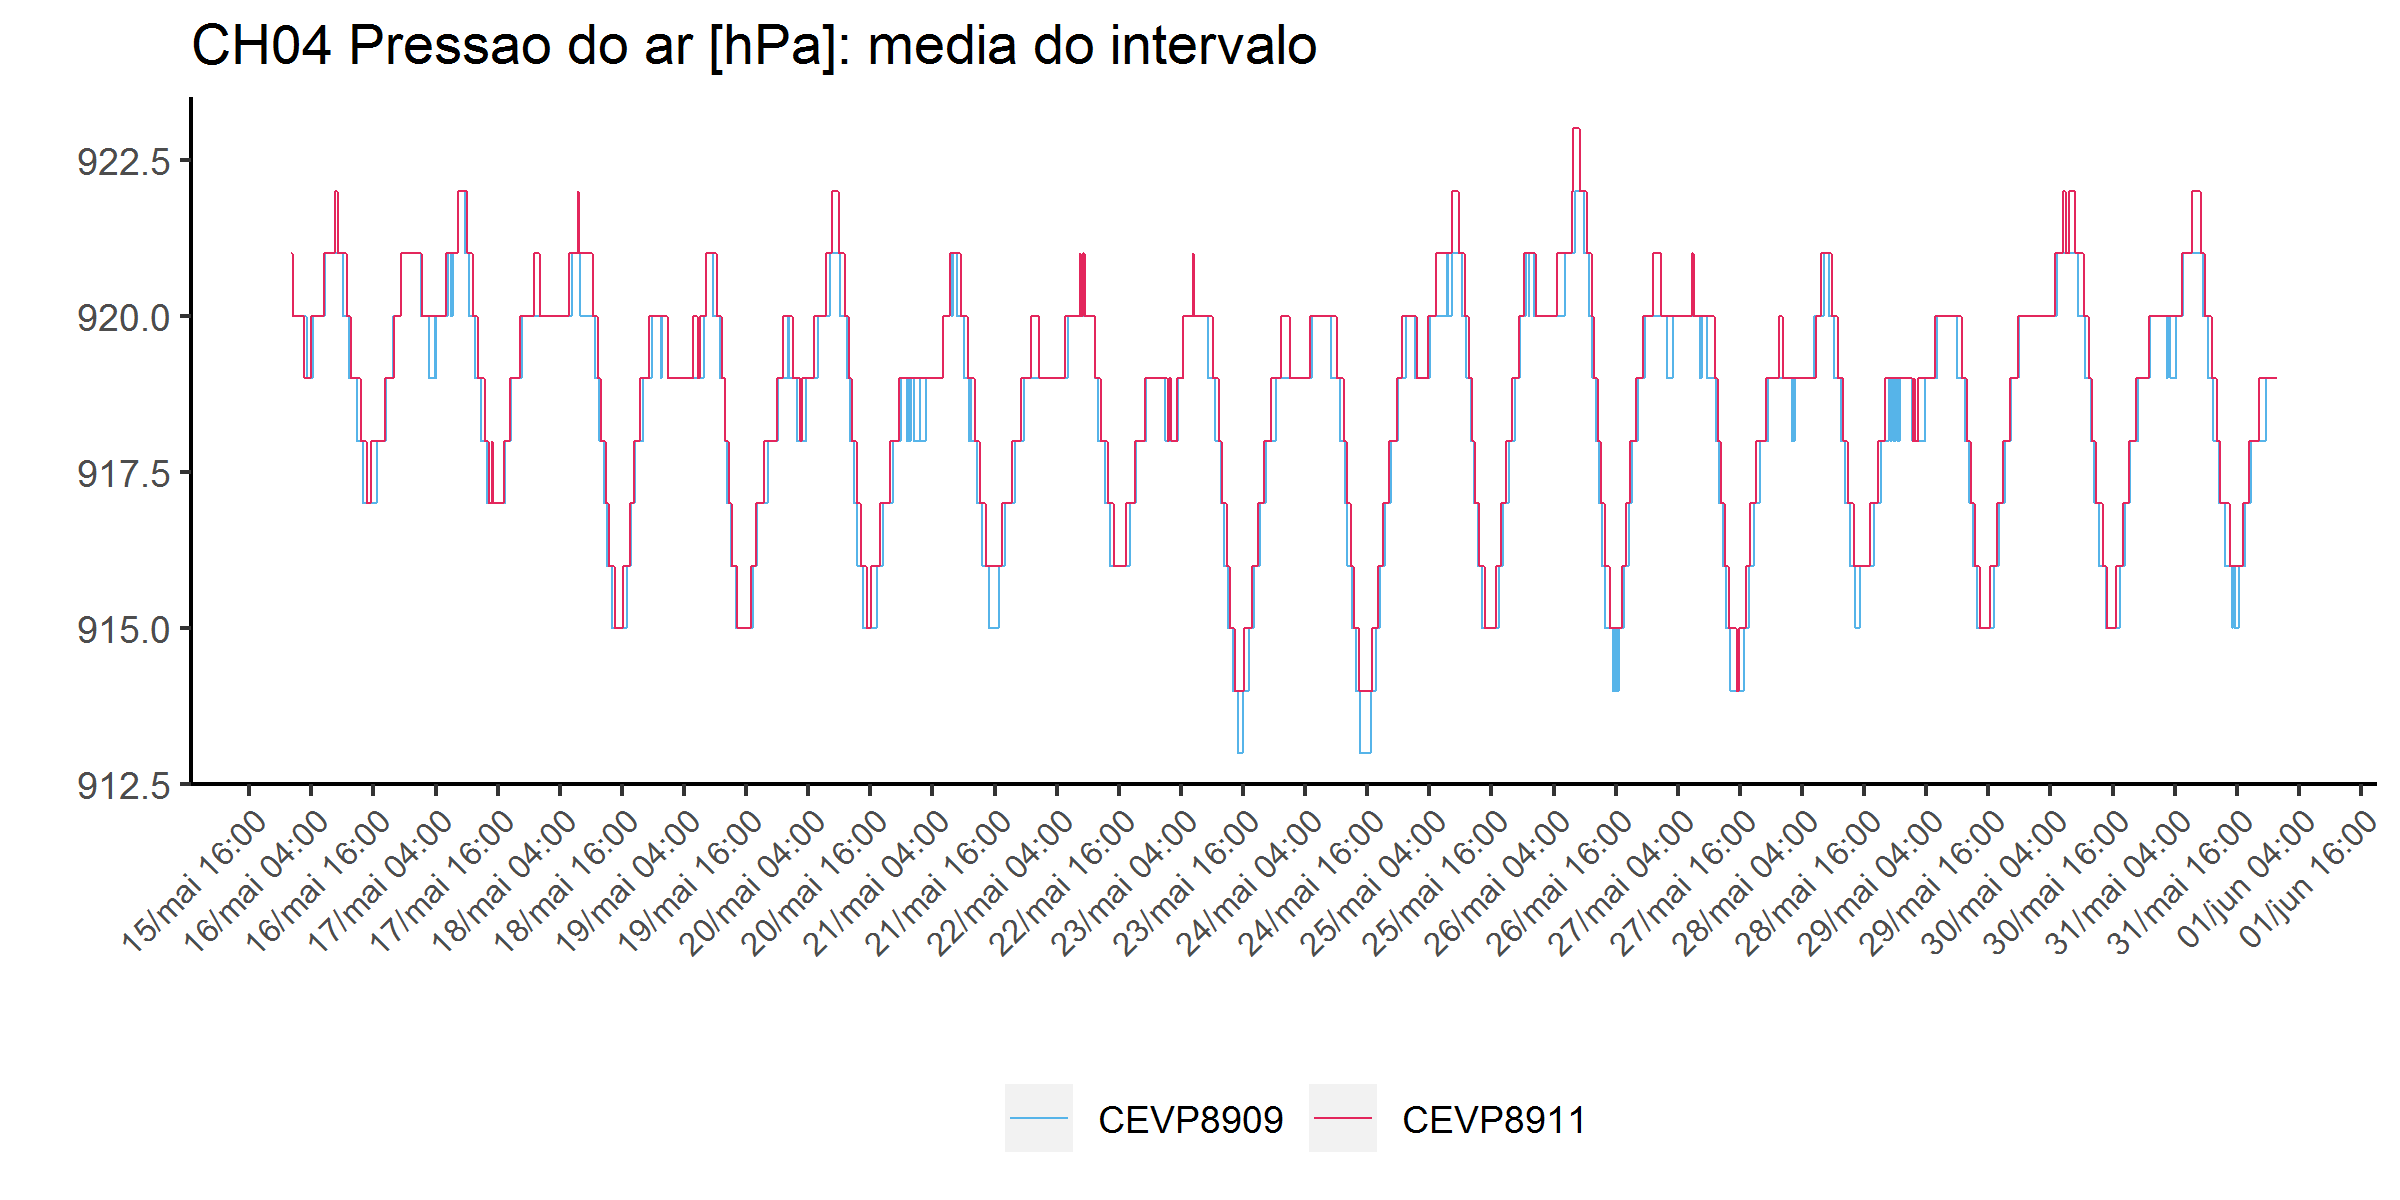 CH04 Pressao do ar [hPa]: media do intervalo
922.5
920.0
917.5
915.0
912.5
15/mai 16:00
16/mai 04:00
16/mai 16:00
17/mai 04:00
17/mai 16:00
18/mai 04:00
18/mai 16:00
19/mai 04:00
19/mai 16:00
20/mai 04:00
20/mai 16:00
21/mai 04:00
21/mai 16:00
22/mai 04:00
22/mai 16:00
23/mai 04:00
23/mai 16:00
24/mai 04:00
24/mai 16:00
25/mai 04:00
25/mai 16:00
26/mai 04:00
26/mai 16:00
27/mai 04:00
27/mai 16:00
28/mai 04:00
28/mai 16:00
29/mai 04:00
29/mai 16:00
30/mai 04:00
30/mai 16:00
31/mai 04:00
31/mai 16:00
01/jun 04:00
01/jun 16:00
CEVP8909 CEVP8911